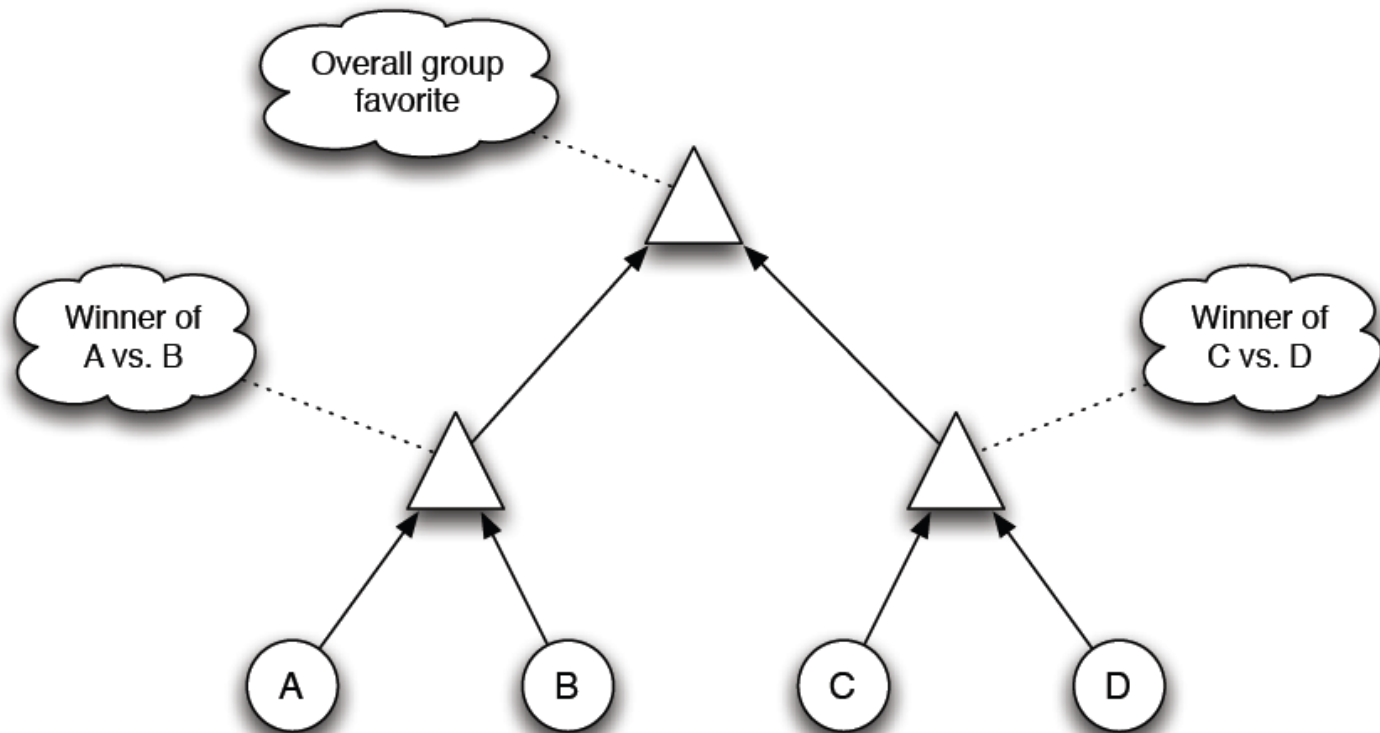 Overall group
favorite
Winner of
A vs. B
Winner of
C vs. D
A
B
C
D